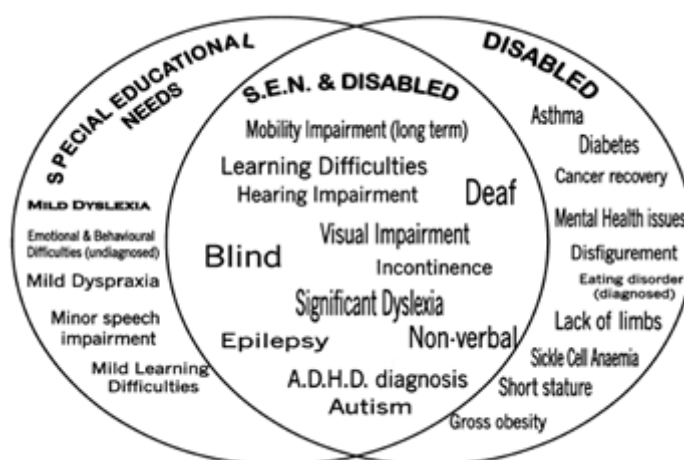 SPECIAL EDUCATIONAL
NEEDS
MILD DYSLEXIA
Emotional & Behavioural
Difficulties (undiagnosed)
Mild Dyspraxia
Minor speech
impairment
Mild Learning
Difficulties
S.E.N. & DISABLED
Mobility Impairment (long term)
Learning Difficulties
Hearing Impairment
Deaf
Visual Impairment
Blind
Incontinence
Significant Dyslexia
Epilepsy
Non-verbal
A.D.H.D. diagnosis
Autism
DISABLED
Asthma
Diabetes
Cancer recovery
Mental Health issues
Disfigurement
Eating disorder
(diagnosed)
Lack of limbs
Sickle Cell Anaemia
Short stature
Gross obesity